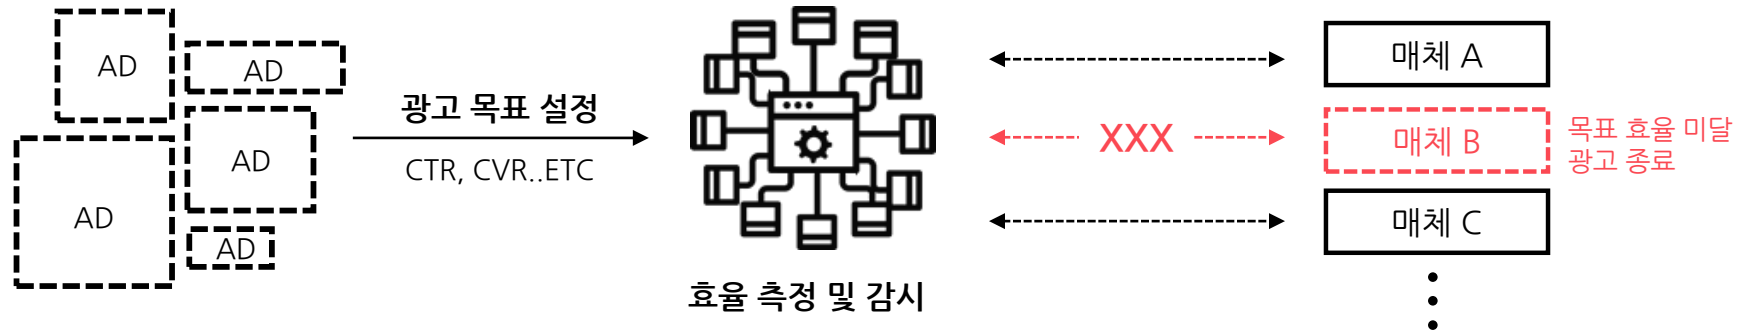 AD
AD
AD
AD
AD
광고 목표 설정
CTR, CVR..ETC
효율 측정 및 감시
XXX
매체 A
매체 B
목표 효율 미달
광고 종료
매체 C